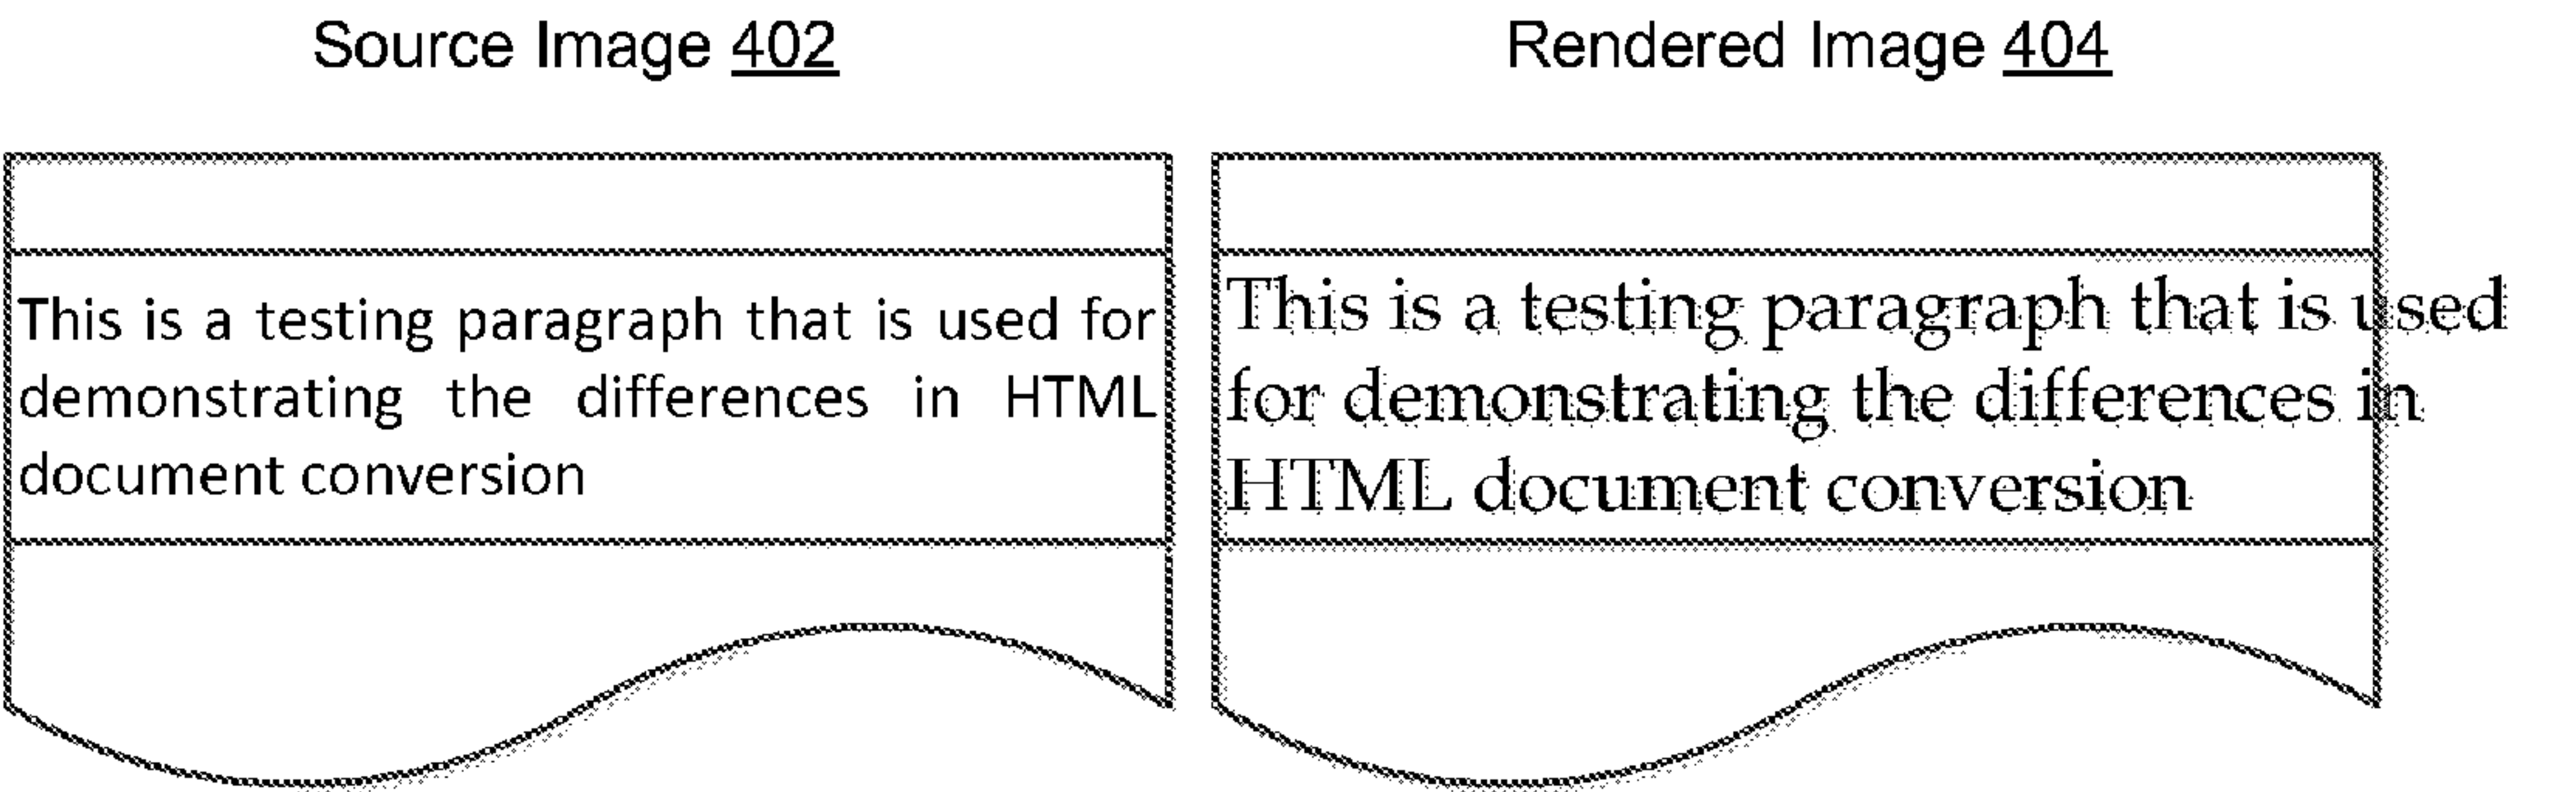 Source Image 402
Rendered Image 404
This is a testing paragraph that is used for
demonstrating the differences in HTML
document conversion
This is a testing paragraph that is used
for demonstrating the differences in
HTML document conversion